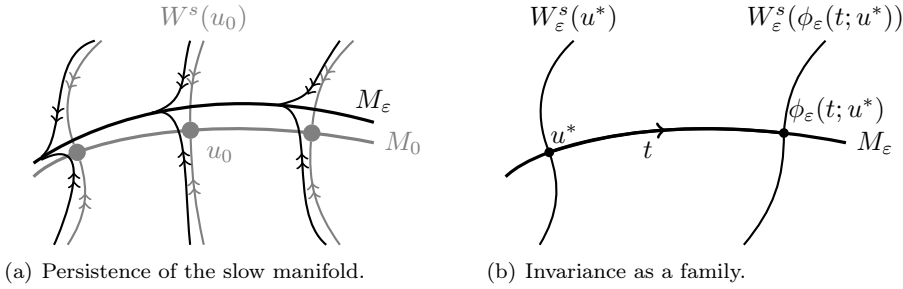 W^s(u_0)
M_ε
M_0
u_0
(a) Persistence of the slow manifold.
W^s_ε(u*)
W^s_ε(ϕ_ε(t; u*))
ϕ_ε(t; u*)
u*
t
M_ε
(b) Invariance as a family.